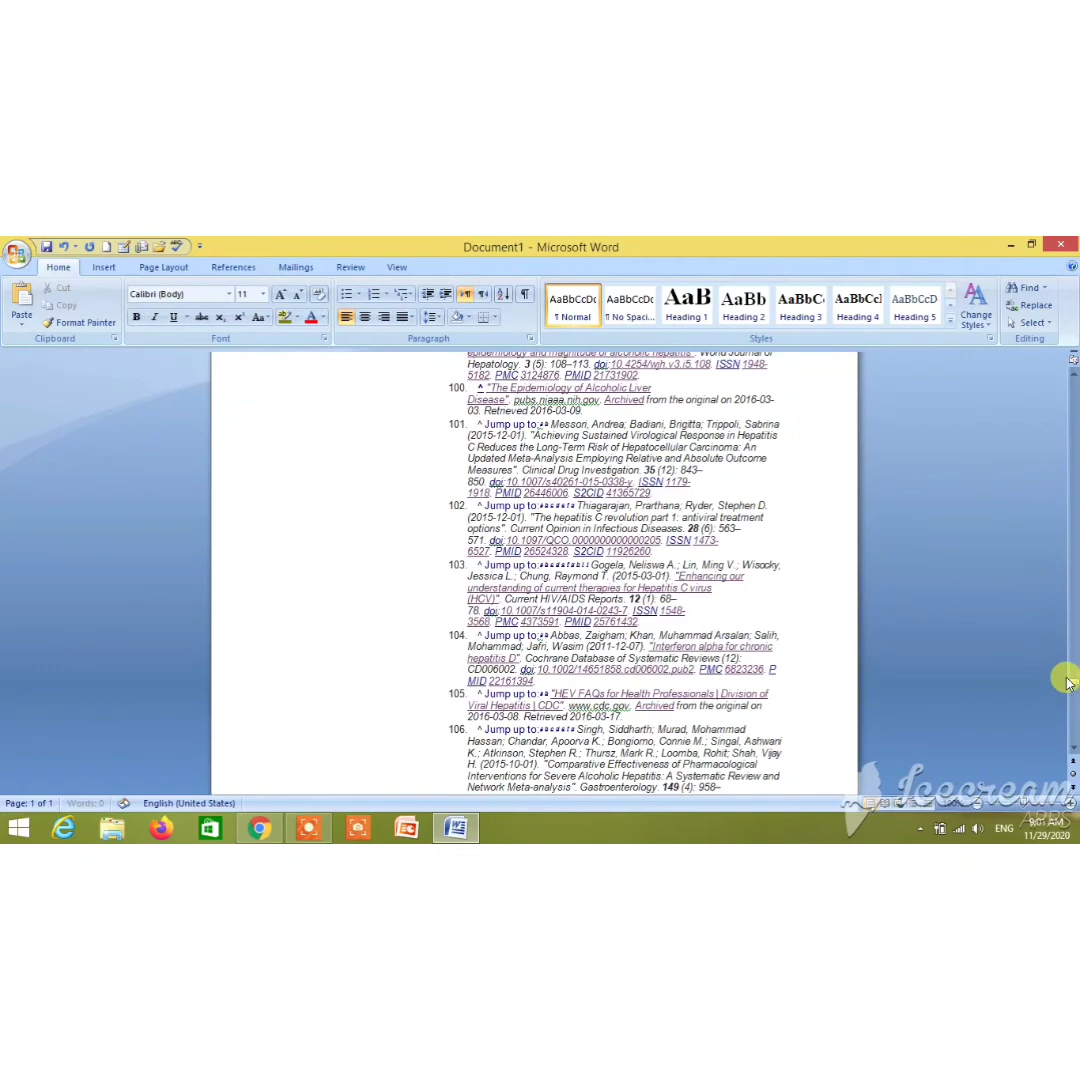 Document1 - Microsoft Word
Home Insert Page Layout References Mailings Review View
Paste
Cut
Copy
Format Painter
Clipboard
Calibri (Body) 11
Font
Paragraph
AaBbCcDc AaBbCcDc AaB AaBb AaBbC AaBbCcI AaBbCcD
¶ Normal ¶ No Spaci... Heading 1 Heading 2 Heading 3 Heading 4 Heading 5
Change Styles
Styles
Find
Replace
Select
Editing
epidemiology and magnitude of alcoholic hepatitis". World Journal of
Hepatology. 3 (5): 108–113. doi:10.4254/wjh.v3.i5.108. ISSN 1948-
5182. PMC 3124876. PMID 21731902.
100. ^ "The Epidemiology of Alcoholic Liver
Disease". pubs.niaaa.nih.gov. Archived from the original on 2016-03-
03. Retrieved 2016-03-09.
101. ^ Jump up to: a b Messori, Andrea; Badiani, Brigitta; Trippoli, Sabrina
(2015-12-01). "Achieving Sustained Virological Response in Hepatitis
C Reduces the Long-Term Risk of Hepatocellular Carcinoma: An
Updated Meta-Analysis Employing Relative and Absolute Outcome
Measures". Clinical Drug Investigation. 35 (12): 843–
850. doi:10.1007/s40261-015-0338-y. ISSN 1179-
1918. PMID 26446006. S2CID 41365729.
102. ^ Jump up to: Thiagarajan, Prarthana; Ryder, Stephen D.
(2015-12-01). "The hepatitis C revolution part 1: antiviral treatment
options". Current Opinion in Infectious Diseases. 28 (6): 563–
571. doi:10.1097/QCO.0000000000000205. ISSN 1473-
6527. PMID 26524328. S2CID 11926260.
103. ^ Jump up to: Gogela, Neliswa A.; Lin, Ming V.; Wisocky,
Jessica L.; Chung, Raymond T. (2015-03-01). "Enhancing our
understanding of current therapies for Hepatitis C virus
(HCV)". Current HIV/AIDS Reports. 12 (1): 68–
78. doi:10.1007/s11904-014-0243-7. ISSN 1548-
3568. PMC 4373591. PMID 25761432.
104. ^ Jump up to: a b Abbas, Zaigham; Khan, Muhammad Arsalan; Salih,
Mohammad; Jafri, Wasim (2011-12-07). "Interferon alpha for chronic
hepatitis D". Cochrane Database of Systematic Reviews (12):
CD006002. doi:10.1002/14651858.cd006002.pub2. PMC 6823236. P
MID 22161394.
105. ^ Jump up to: a b "HEV FAQs for Health Professionals | Division of
Viral Hepatitis | CDC". www.cdc.gov. Archived from the original on
2016-03-08. Retrieved 2016-03-17.
106. ^ Jump up to: Singh, Siddharth; Murad, Mohammad
Hassan; Chandar, Apoorva K.; Bongiorno, Connie M.; Singal, Ashwani
K.; Atkinson, Stephen R.; Thursz, Mark R.; Loomba, Rohit; Shah, Vijay
H. (2015-10-01). "Comparative Effectiveness of Pharmacological
Interventions for Severe Alcoholic Hepatitis: A Systematic Review and
Network Meta-analysis". Gastroenterology. 149 (4): 958–
Icecream
APPS
Page: 1 of 1 Words: 0 English (United States) 100%
ENG 9:01 AM
11/29/2020